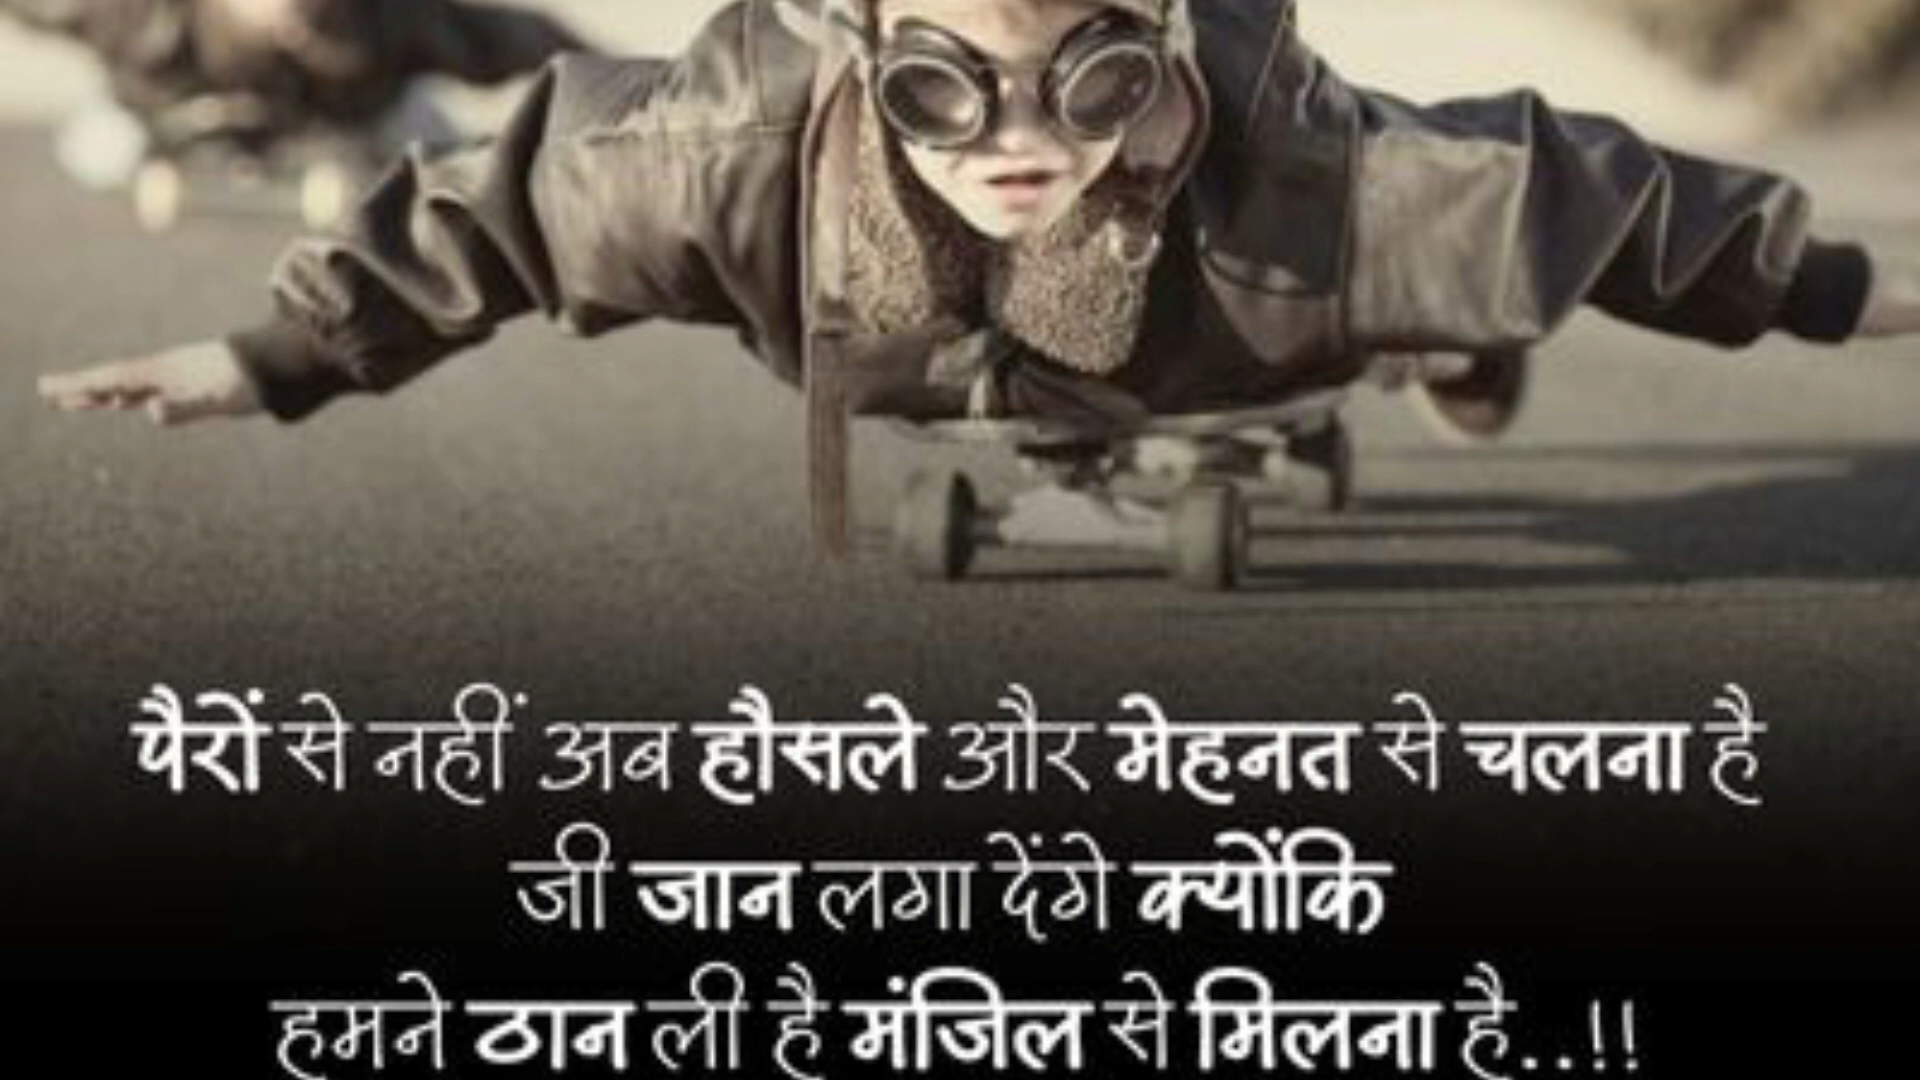 पैरों से नहीं अब हौसले और मेहनत से चलना है
जी जान लगा देंगे क्योंकि
हमने ठान ली है मंजिल से मिलना है..!!